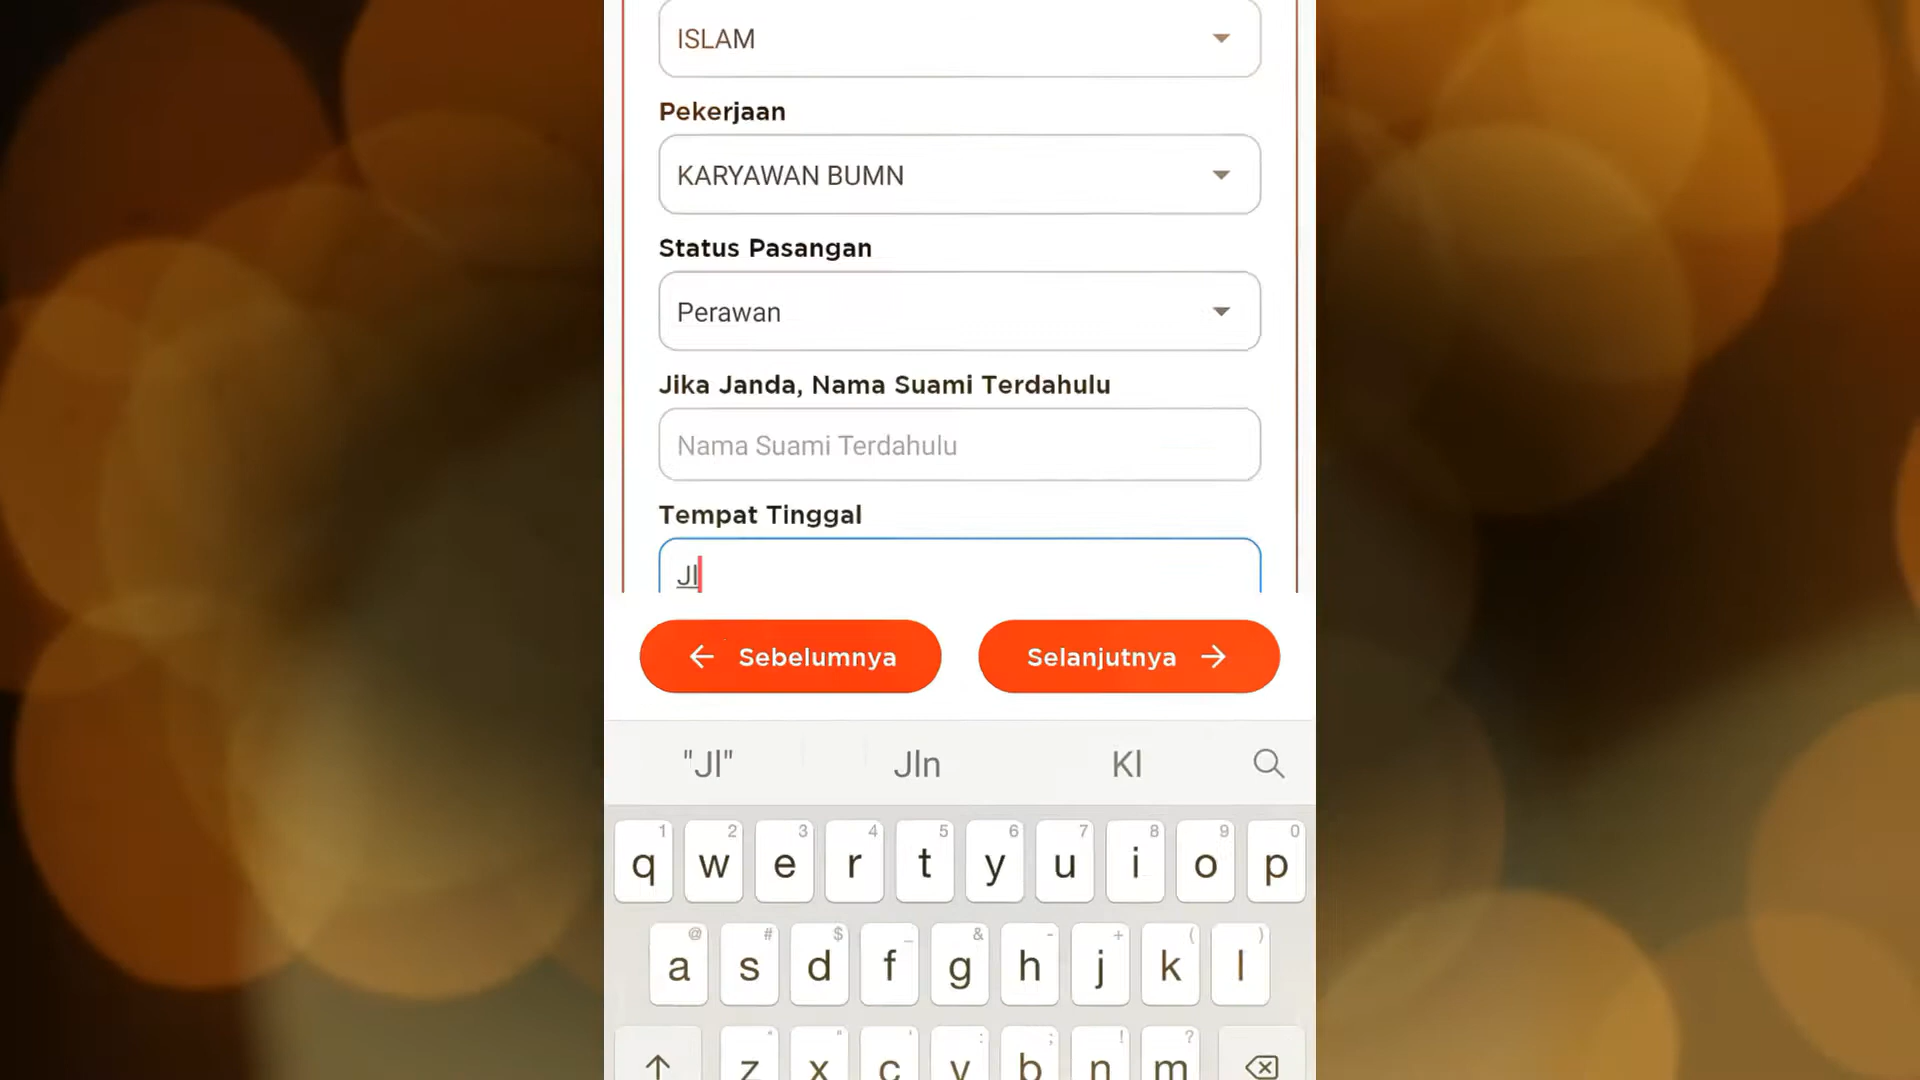 ISLAM
Pekerjaan
KARYAWAN BUMN
Status Pasangan
Perawan
Jika Janda, Nama Suami Terdahulu
Nama Suami Terdahulu
Tempat Tinggal
Jl
← Sebelumnya Selanjutnya →
"Jl" Jln Kl
1 2 3 4 5 6 7 8 9 0
q w e r t y u i o p
@ # $ _ & - + ( )
a s d f g h j k l
* " ' : ; ! ?
z x c v b n m